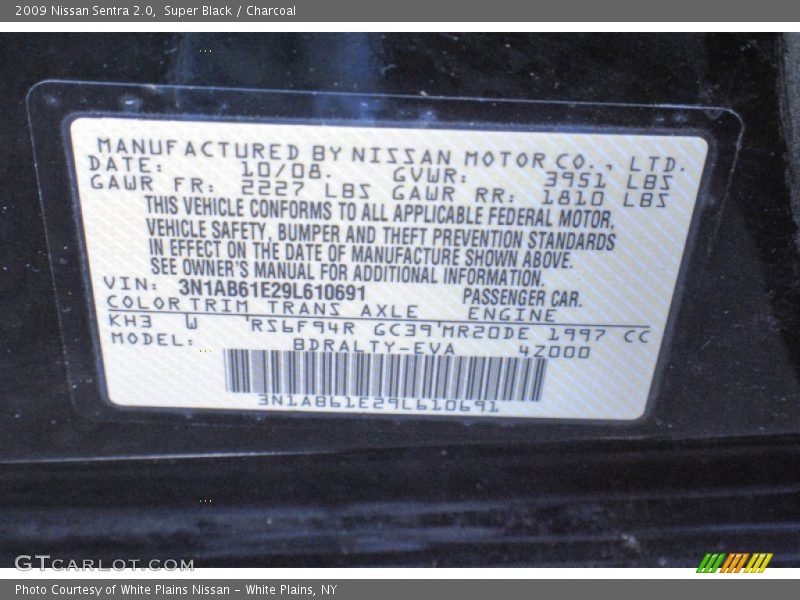 2009 Nissan Sentra 2.0,  Super Black / Charcoal
MANUFACTURED BY NISSAN MOTOR CO., LTD.
DATE: 10/08. GVWR: 3951 LBS
GAWR FR: 2227 LBS GAWR RR: 1810 LBS
THIS VEHICLE CONFORMS TO ALL APPLICABLE FEDERAL MOTOR,
VEHICLE SAFETY, BUMPER AND THEFT PREVENTION STANDARDS
IN EFFECT ON THE DATE OF MANUFACTURE SHOWN ABOVE.
SEE OWNER'S MANUAL FOR ADDITIONAL INFORMATION.
VIN: 3N1AB61E29L610691 PASSENGER CAR.
COLOR TRIM TRANS AXLE ENGINE
KH3 W RS6F94R GC39 MR20DE 1997 CC
MODEL: BDRALTY-EVA 4Z000
3N1AB61E29L610691
GTCARLOT.COM
Photo Courtesy of White Plains Nissan - White Plains, NY